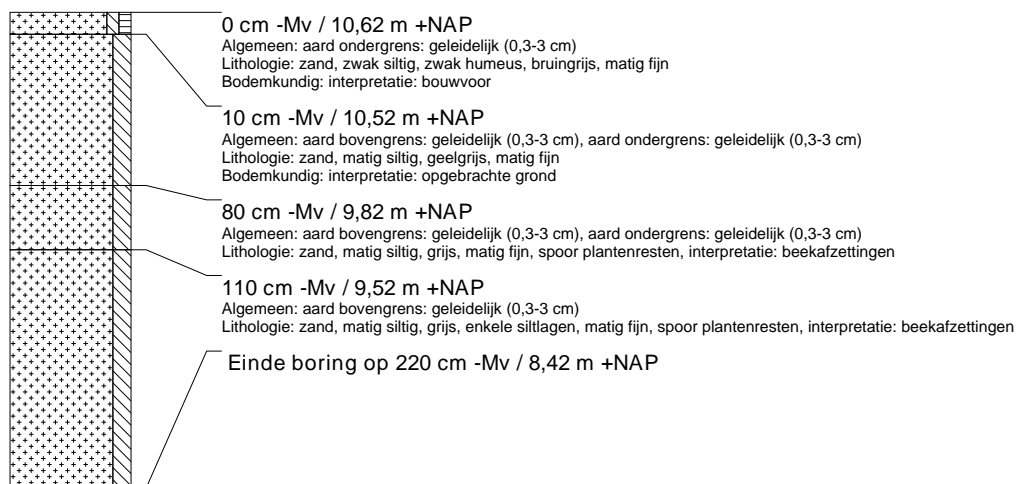 0 cm -Mv / 10,62 m +NAP
Algemeen: aard ondergrens: geleidelijk (0,3-3 cm)
Lithologie: zand, zwak siltig, zwak humeus, bruingrijs, matig fijn
Bodemkundig: interpretatie: bouwvoor
10 cm -Mv / 10,52 m +NAP
Algemeen: aard bovengrens: geleidelijk (0,3-3 cm), aard ondergrens: geleidelijk (0,3-3 cm)
Lithologie: zand, matig siltig, geelgrijs, matig fijn
Bodemkundig: interpretatie: opgebrachte grond
80 cm -Mv / 9,82 m +NAP
Algemeen: aard bovengrens: geleidelijk (0,3-3 cm), aard ondergrens: geleidelijk (0,3-3 cm)
Lithologie: zand, matig siltig, grijs, matig fijn, spoor plantenresten, interpretatie: beekafzettingen
110 cm -Mv / 9,52 m +NAP
Algemeen: aard bovengrens: geleidelijk (0,3-3 cm)
Lithologie: zand, matig siltig, grijs, enkele siltlagen, matig fijn, spoor plantenresten, interpretatie: beekafzettingen
Einde boring op 220 cm -Mv / 8,42 m +NAP